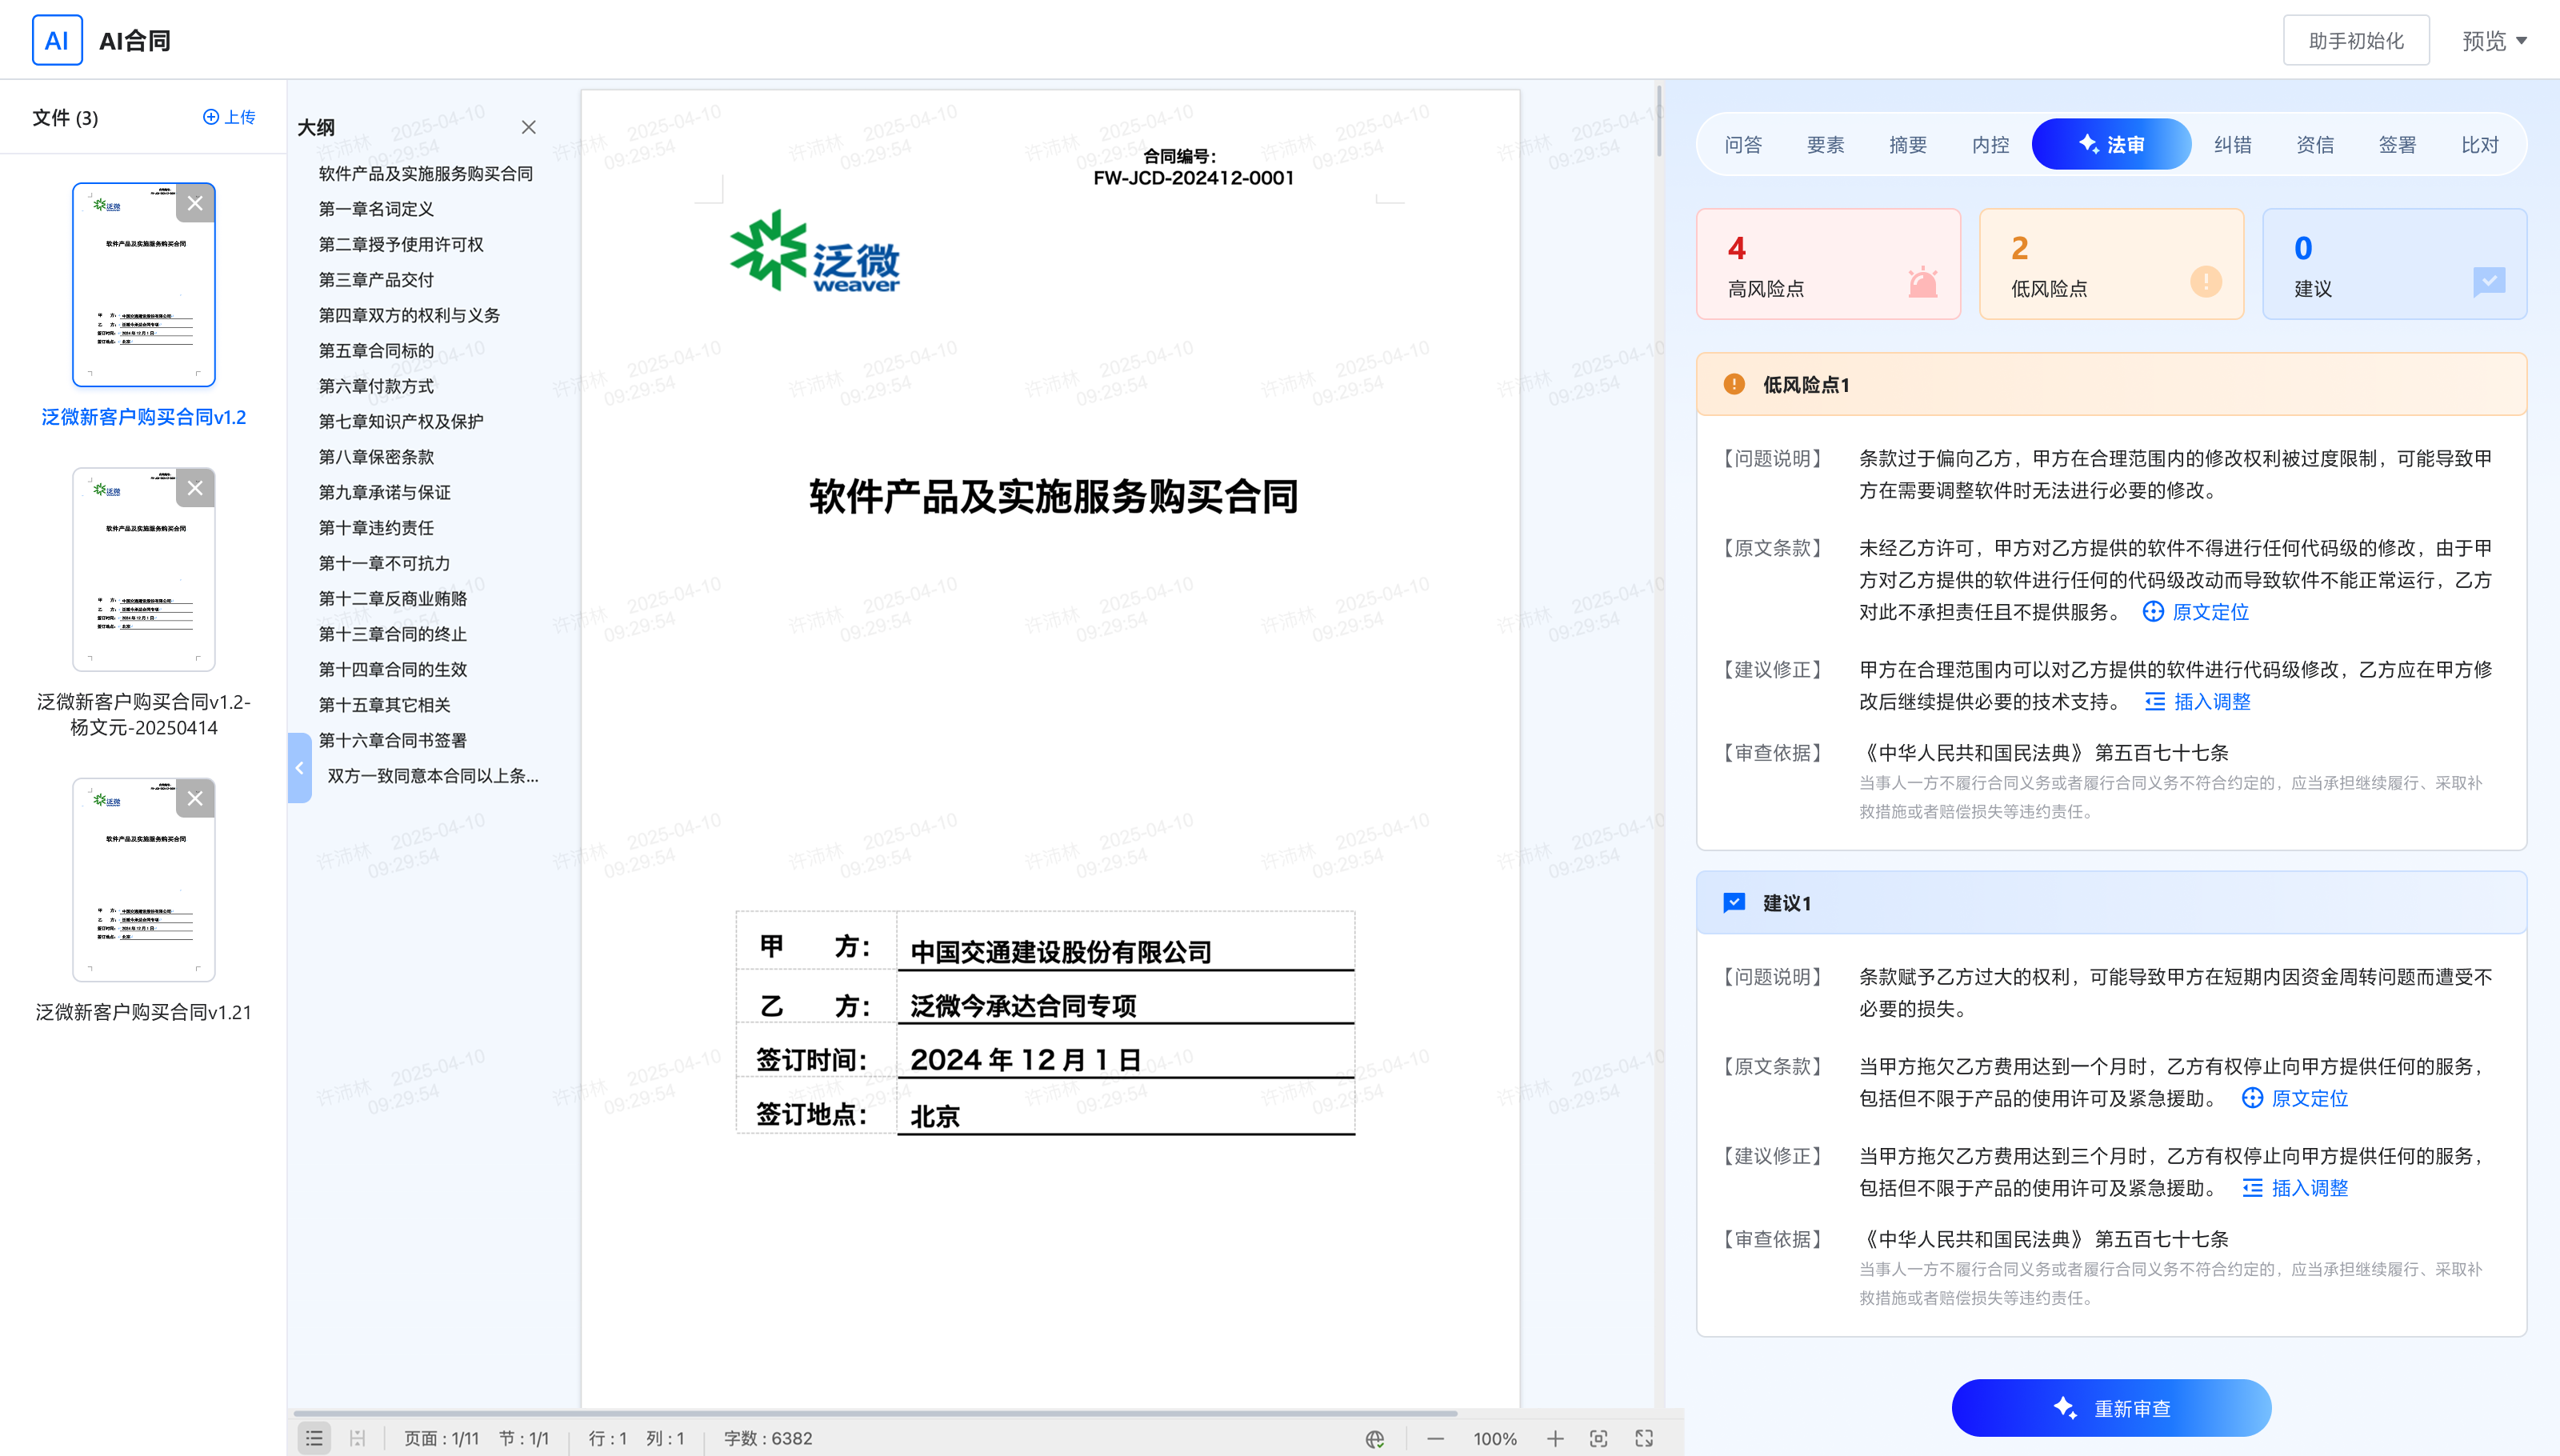 AI AI合同
助手初始化
预览
文件 (3)
上传
泛微新客户购买合同v1.2
泛微新客户购买合同v1.2-
杨文元-20250414
泛微新客户购买合同v1.21
大纲
软件产品及实施服务购买合同
第一章名词定义
第二章授予使用许可权
第三章产品交付
第四章双方的权利与义务
第五章合同标的
第六章付款方式
第七章知识产权及保护
第八章保密条款
第九章承诺与保证
第十章违约责任
第十一章不可抗力
第十二章反商业贿赂
第十三章合同的终止
第十四章合同的生效
第十五章其它相关
第十六章合同书签署
双方一致同意本合同以上条...
合同编号：
FW-JCD-202412-0001
泛微
weaver
软件产品及实施服务购买合同
甲 方： 中国交通建设股份有限公司
乙 方： 泛微今承达合同专项
签订时间： 2024 年 12 月 1 日
签订地点： 北京
许沛林 2025-04-10
09:29:54
页面：1/11 节：1/1 行：1 列：1 字数：6382
100%
问答 要素 摘要 内控 法审 纠错 资信 签署 比对
4
高风险点
2
低风险点
0
建议
低风险点1
【问题说明】 条款过于偏向乙方，甲方在合理范围内的修改权利被过度限制，可能导致甲
方在需要调整软件时无法进行必要的修改。
【原文条款】 未经乙方许可，甲方对乙方提供的软件不得进行任何代码级的修改，由于甲
方对乙方提供的软件进行任何的代码级改动而导致软件不能正常运行，乙方
对此不承担责任且不提供服务。 原文定位
【建议修正】 甲方在合理范围内可以对乙方提供的软件进行代码级修改，乙方应在甲方修
改后继续提供必要的技术支持。 插入调整
【审查依据】 《中华人民共和国民法典》 第五百七十七条
当事人一方不履行合同义务或者履行合同义务不符合约定的，应当承担继续履行、采取补
救措施或者赔偿损失等违约责任。
建议1
【问题说明】 条款赋予乙方过大的权利，可能导致甲方在短期内因资金周转问题而遭受不
必要的损失。
【原文条款】 当甲方拖欠乙方费用达到一个月时，乙方有权停止向甲方提供任何的服务，
包括但不限于产品的使用许可及紧急援助。 原文定位
【建议修正】 当甲方拖欠乙方费用达到三个月时，乙方有权停止向甲方提供任何的服务，
包括但不限于产品的使用许可及紧急援助。 插入调整
【审查依据】 《中华人民共和国民法典》 第五百七十七条
当事人一方不履行合同义务或者履行合同义务不符合约定的，应当承担继续履行、采取补
救措施或者赔偿损失等违约责任。
重新审查